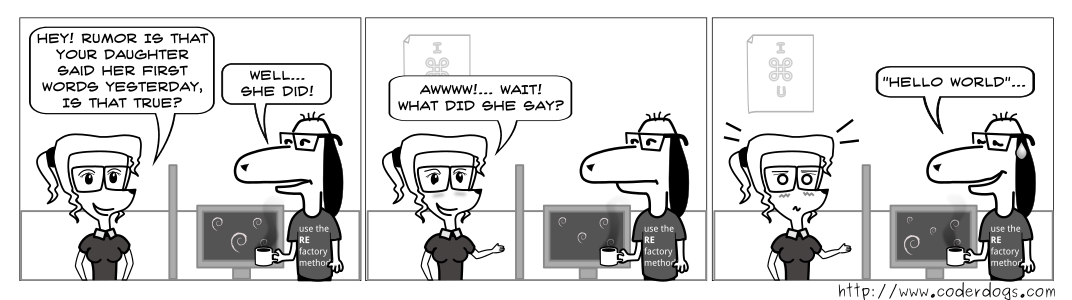 HEY! RUMOR IS THAT
YOUR DAUGHTER
SAID HER FIRST
WORDS YESTERDAY,
IS THAT TRUE?
WELL...
SHE DID!
use the
RE
factory
method
I
⌘
AWWWW!... WAIT!
WHAT DID SHE SAY?
use the
RE
factory
method
I
⌘
U
"HELLO WORLD"...
use the
RE
factory
method
http://www.coderdogs.com